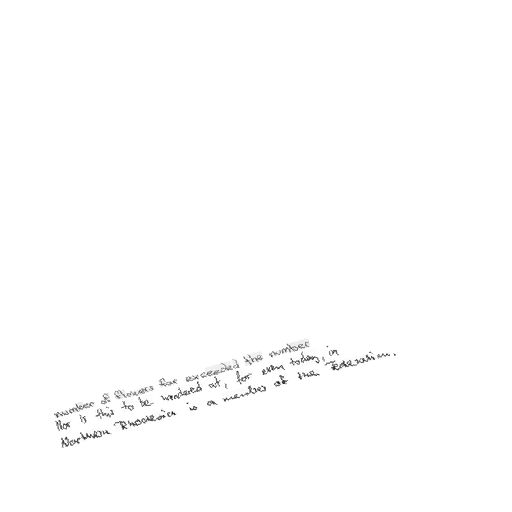 number of flowers far exceeded the number
Nor is this to be wondered at, for even today, in
Northern Rhodesia is a member of the Federation.